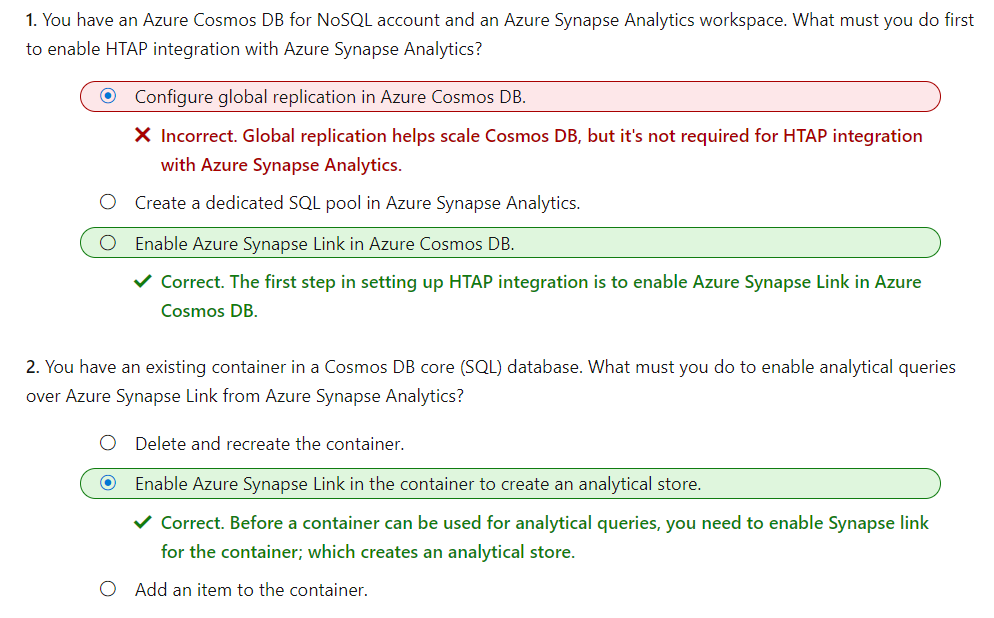 1. You have an Azure Cosmos DB for NoSQL account and an Azure Synapse Analytics workspace. What must you do first
to enable HTAP integration with Azure Synapse Analytics?
Configure global replication in Azure Cosmos DB.
Incorrect. Global replication helps scale Cosmos DB, but it's not required for HTAP integration
with Azure Synapse Analytics.
Create a dedicated SQL pool in Azure Synapse Analytics.
Enable Azure Synapse Link in Azure Cosmos DB.
Correct. The first step in setting up HTAP integration is to enable Azure Synapse Link in Azure
Cosmos DB.
2. You have an existing container in a Cosmos DB core (SQL) database. What must you do to enable analytical queries
over Azure Synapse Link from Azure Synapse Analytics?
Delete and recreate the container.
Enable Azure Synapse Link in the container to create an analytical store.
Correct. Before a container can be used for analytical queries, you need to enable Synapse link
for the container; which creates an analytical store.
Add an item to the container.